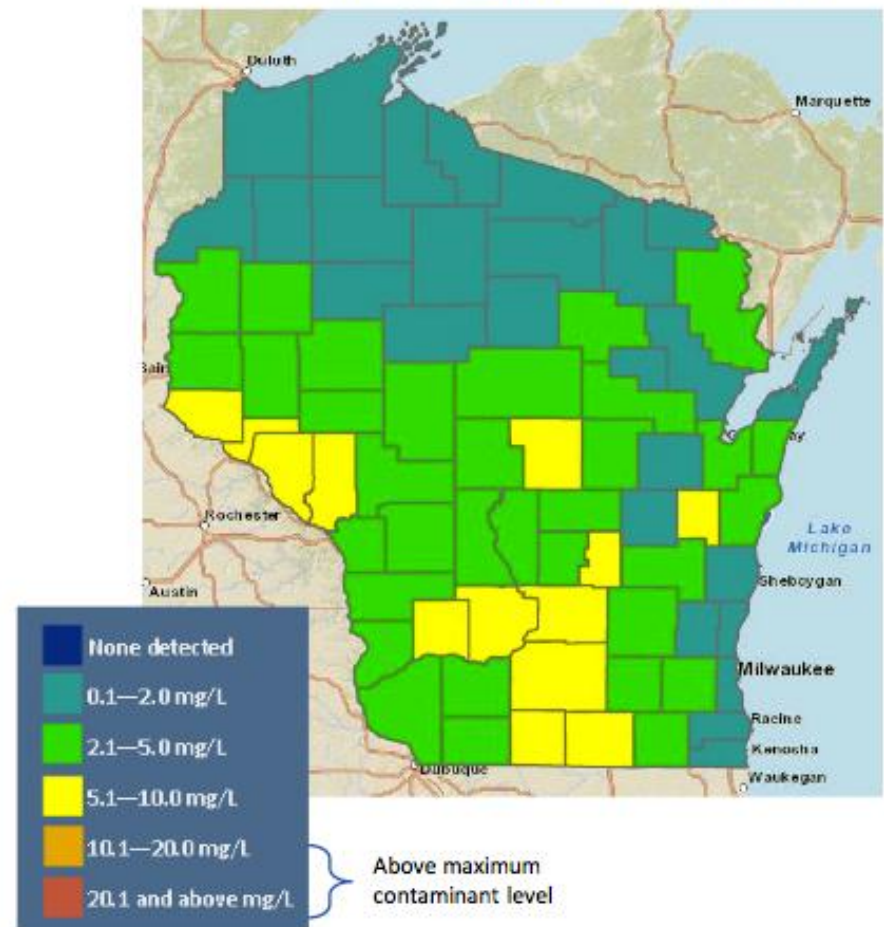 Duluth
Marquette
Rochester
Lake
Michigan
Sheboygan
Austin
None detected
0.1—2.0 mg/L
2.1—5.0 mg/L
5.1—10.0 mg/L
10.1—20.0 mg/L
20.1 and above mg/L
Milwaukee
Racine
Kenosha
Dubuque
Waukegan
Above maximum
contaminant level